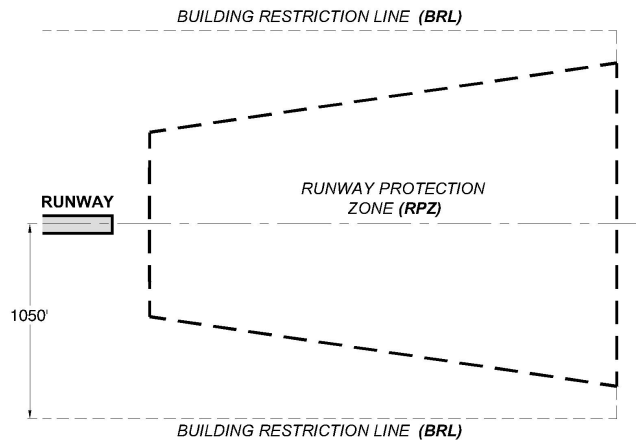 BUILDING RESTRICTION LINE (BRL)
RUNWAY
RUNWAY PROTECTION
ZONE (RPZ)
1050'
BUILDING RESTRICTION LINE (BRL)